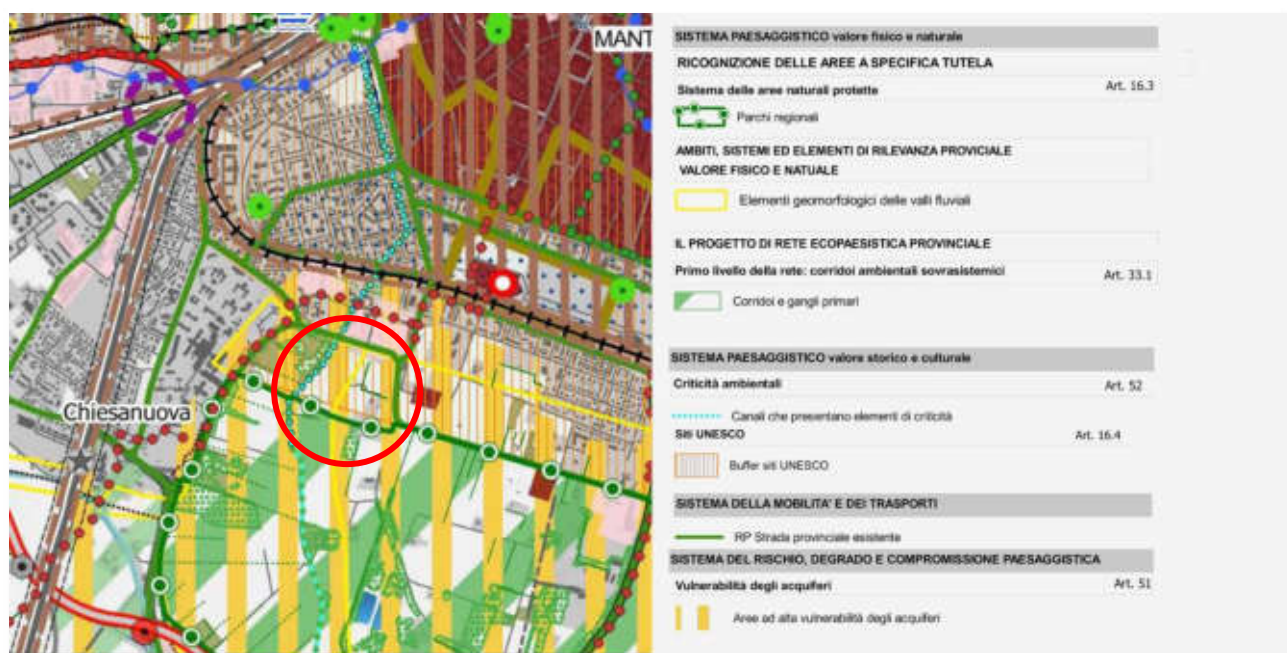 MANT
Chiesanuova
SISTEMA PAESAGGISTICO valore fisico e naturale
RICOGNIZIONE DELLE AREE A SPECIFICA TUTELA
Sistema delle aree naturali protette Art. 16.3
Parchi regionali
AMBITI, SISTEMI ED ELEMENTI DI RILEVANZA PROVICIALE
VALORE FISICO E NATUALE
Elementi geomorfologici delle valli fluviali
IL PROGETTO DI RETE ECOPAESISTICA PROVINCIALE
Primo livello della rete: corridoi ambientali sovrasistemici Art. 33.1
Corridoi e gangli primari
SISTEMA PAESAGGISTICO valore storico e culturale
Criticità ambientali Art. 52
Canali che presentano elementi di criticità
Siti UNESCO Art. 16.4
Buffer siti UNESCO
SISTEMA DELLA MOBILITA' E DEI TRASPORTI
RP Strada provinciale esistente
SISTEMA DEL RISCHIO, DEGRADO E COMPROMISSIONE PAESAGGISTICA
Vulnerabilità degli acquiferi Art. 51
Aree ad alta vulnerabilità degli acquiferi